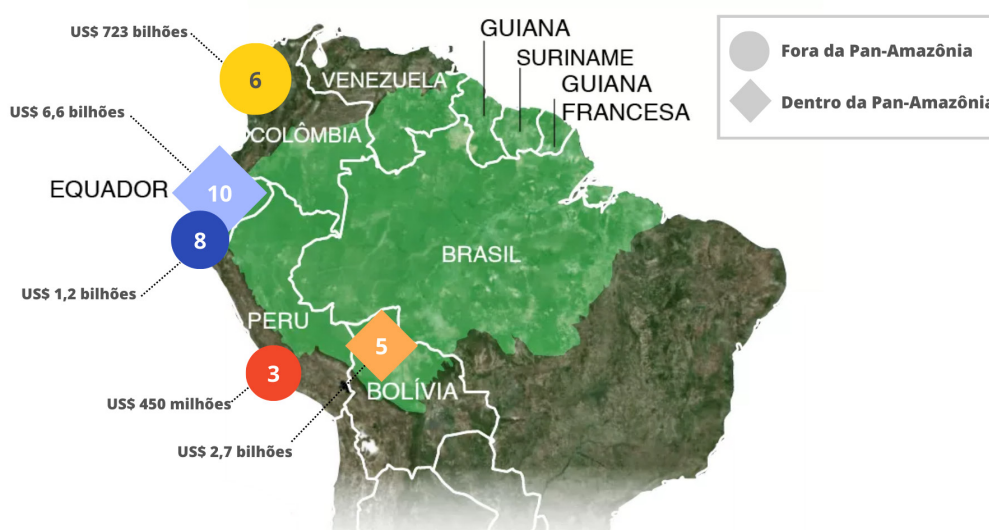 US$ 723 bilhões
6
US$ 6,6 bilhões
10
EQUADOR
8
US$ 1,2 bilhões
3
US$ 450 milhões
5
US$ 2,7 bilhões
VENEZUELA
COLÔMBIA
GUIANA
SURINAME
GUIANA
FRANCESA
BRASIL
PERU
BOLÍVIA
Fora da Pan-Amazônia
Dentro da Pan-Amazônia